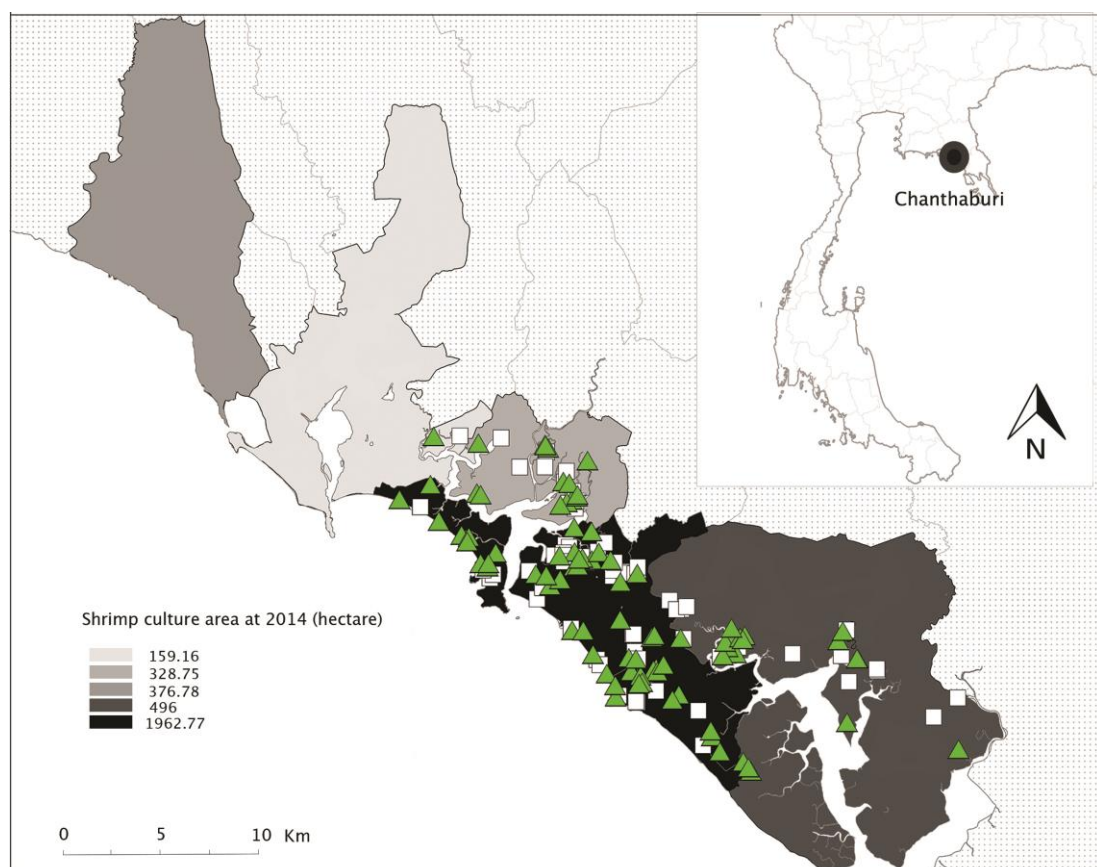 Chanthaburi
N
Shrimp culture area at 2014 (hectare)
159.16
328.75
376.78
496
1962.77
0 5 10 Km